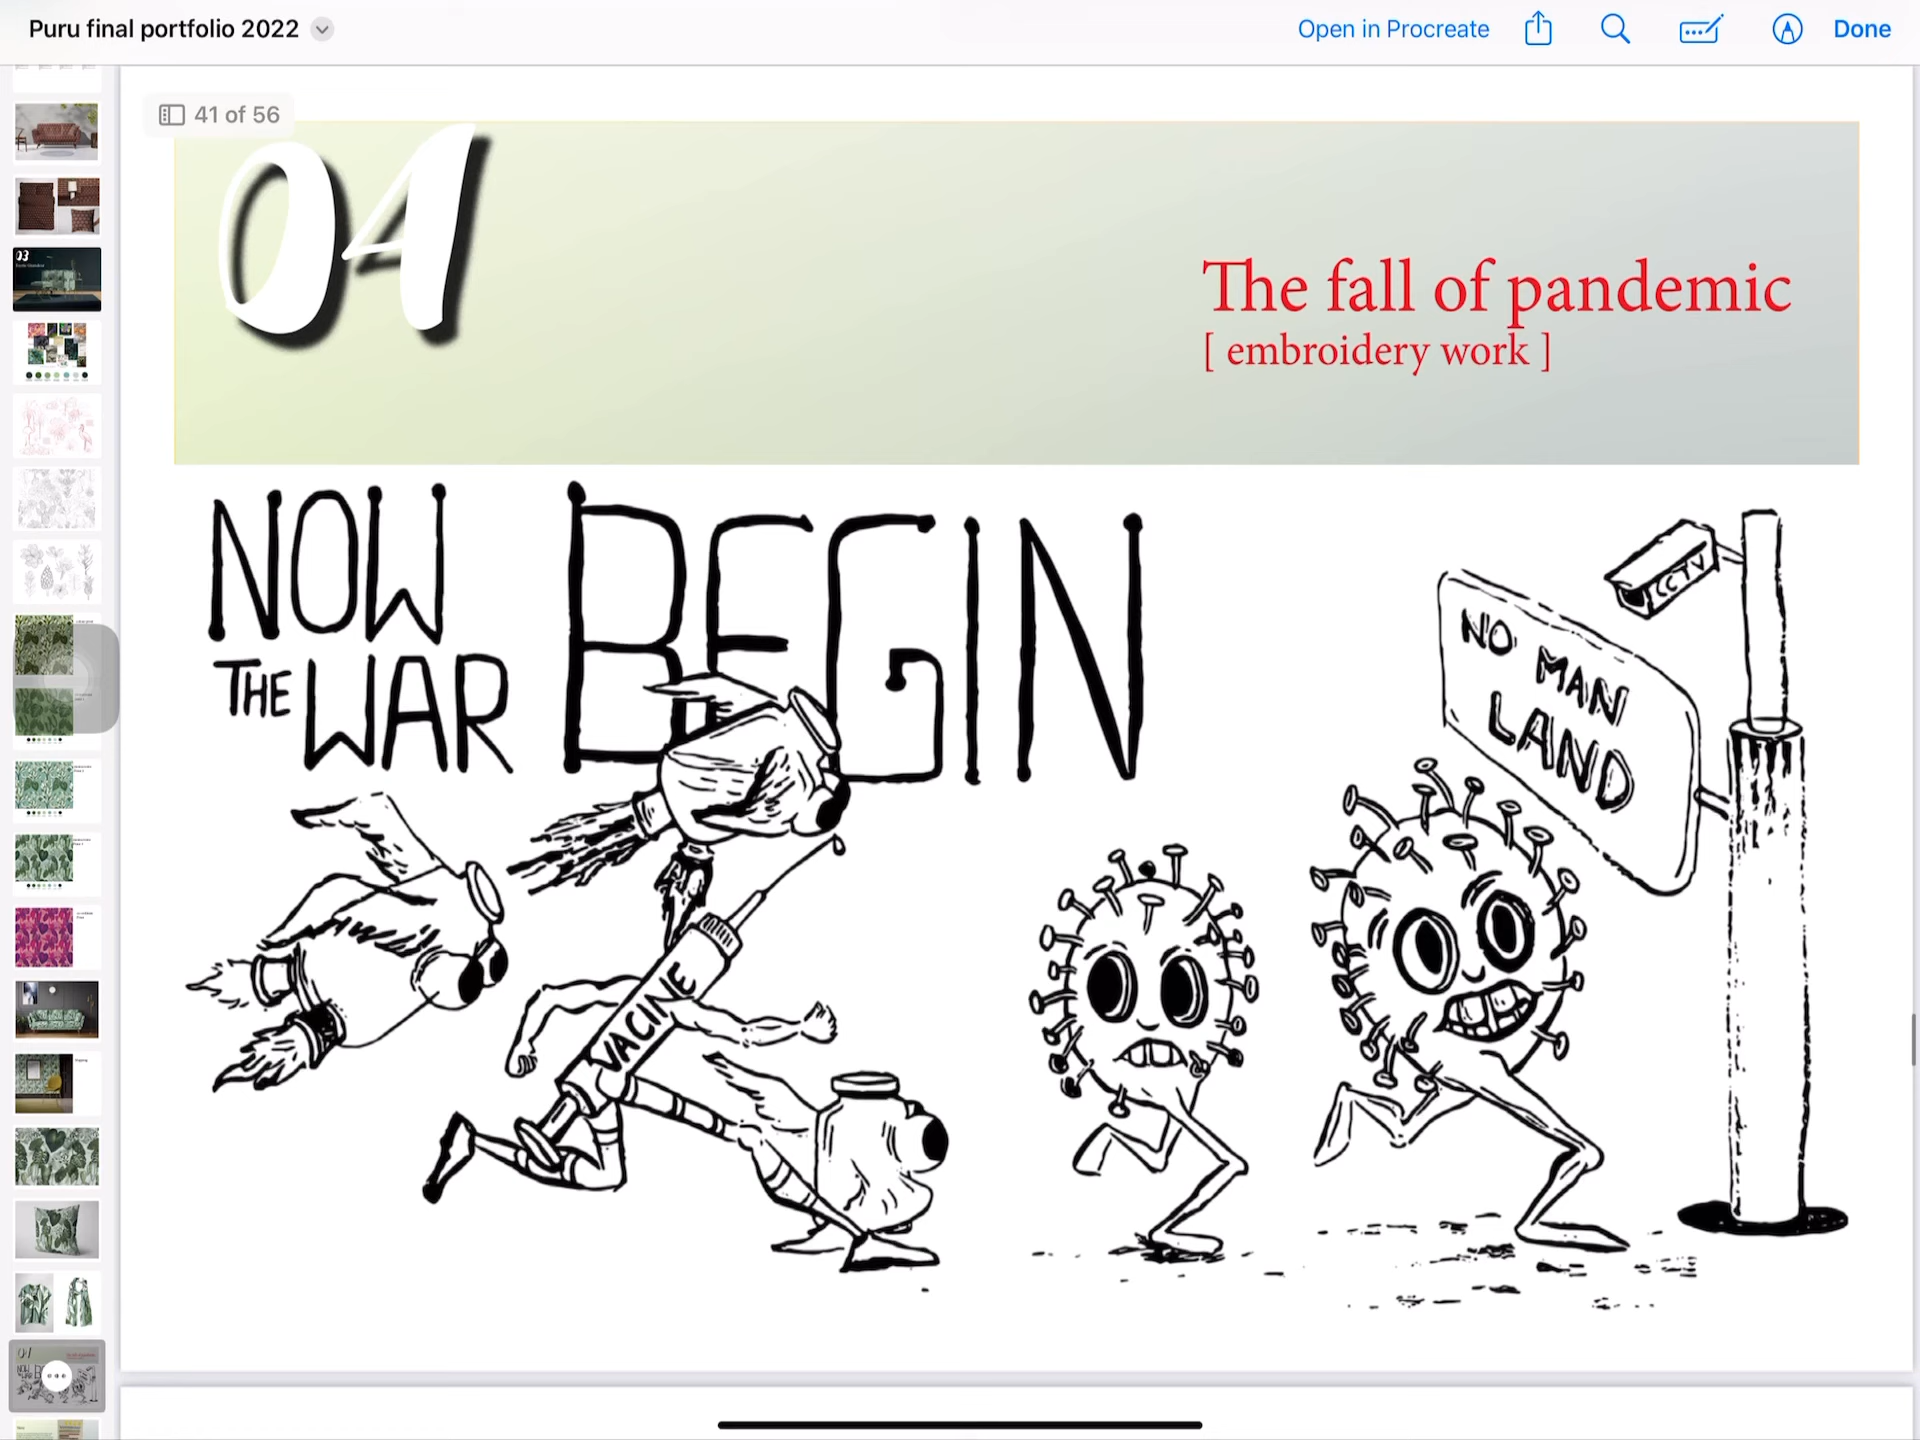 Puru final portfolio 2022
Open in Procreate
Done
41 of 56
04
The fall of pandemic
[ embroidery work ]
NOW
THE WAR
BEGIN
CCTV
NO MAN
LAND
VACINE
03